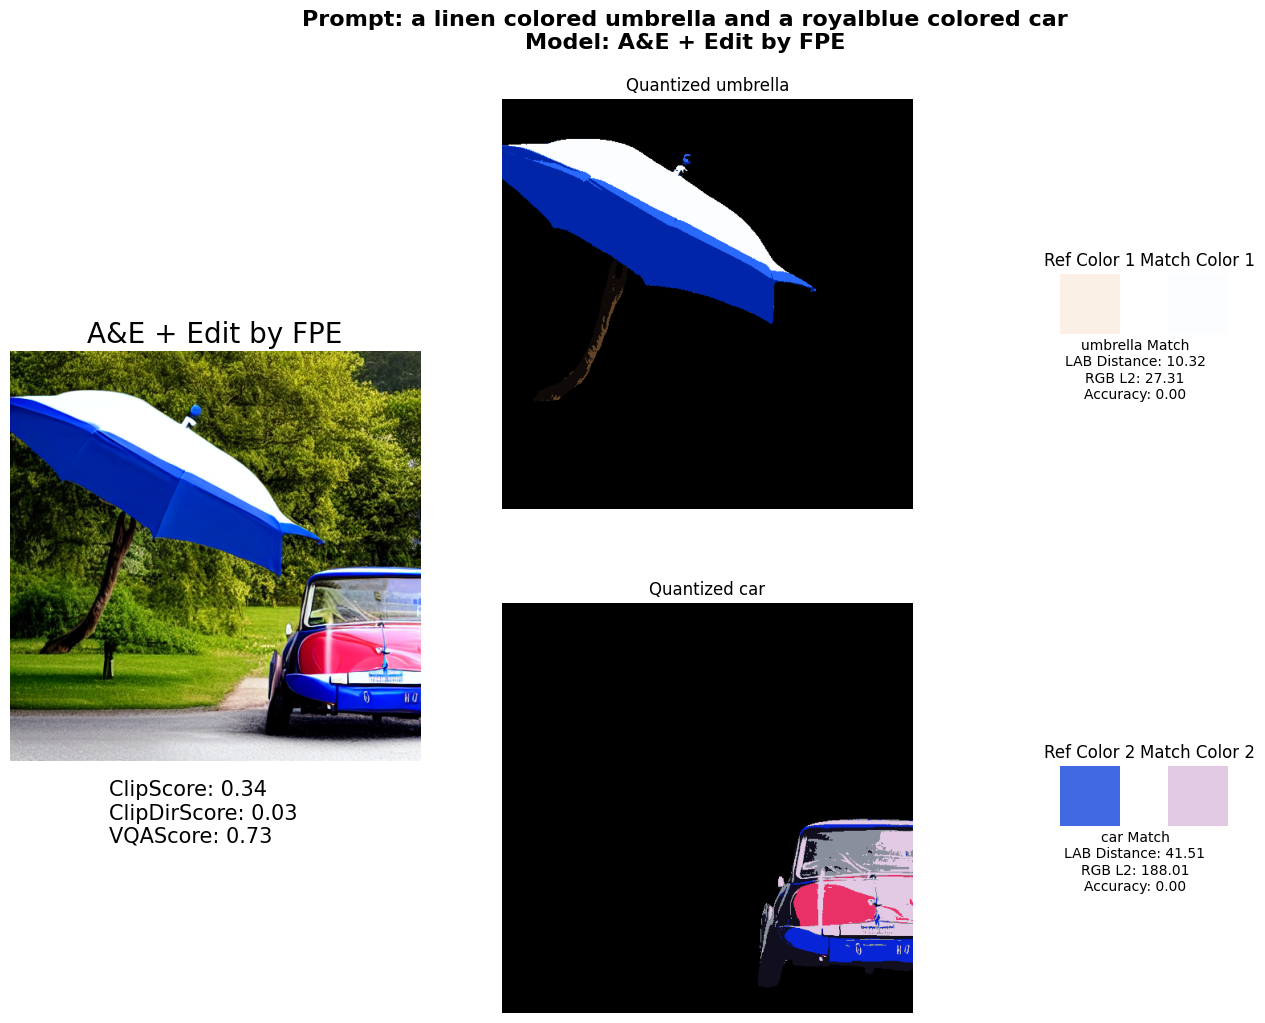 Prompt: a linen colored umbrella and a royalblue colored car
Model: A&E + Edit by FPE
Quantized umbrella
Ref Color 1 Match Color 1
umbrella Match
LAB Distance: 10.32
RGB L2: 27.31
Accuracy: 0.00
A&E + Edit by FPE
ClipScore: 0.34
ClipDirScore: 0.03
VQAScore: 0.73
Quantized car
Ref Color 2 Match Color 2
car Match
LAB Distance: 41.51
RGB L2: 188.01
Accuracy: 0.00